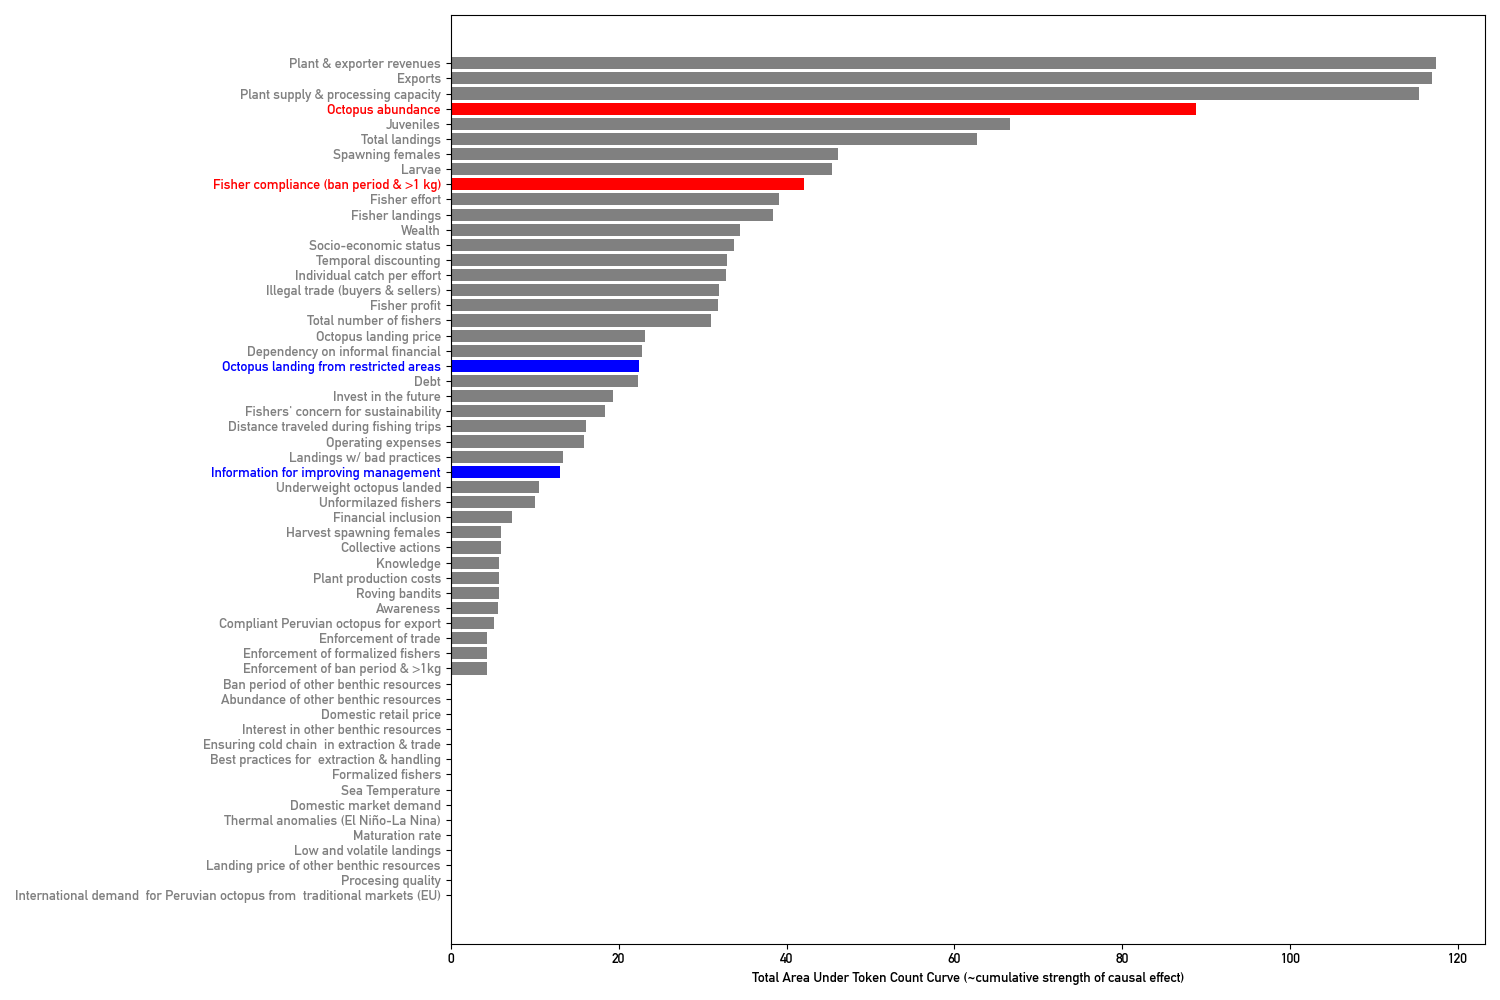 Plant & exporter revenues
Exports
Plant supply & processing capacity
Octopus abundance
Juveniles
Total landings
Spawning females
Larvae
Fisher compliance (ban period & >1 kg)
Fisher effort
Fisher landings
Wealth
Socio-economic status
Temporal discounting
Individual catch per effort
Illegal trade (buyers & sellers)
Fisher profit
Total number of fishers
Octopus landing price
Dependency on informal financial
Octopus landing from restricted areas
Debt
Invest in the future
Fishers' concern for sustainability
Distance traveled during fishing trips
Operating expenses
Landings w/ bad practices
Information for improving management
Underweight octopus landed
Unformilazed fishers
Financial inclusion
Harvest spawning females
Collective actions
Knowledge
Plant production costs
Roving bandits
Awareness
Compliant Peruvian octopus for export
Enforcement of trade
Enforcement of formalized fishers
Enforcement of ban period & >1kg
Ban period of other benthic resources
Abundance of other benthic resources
Domestic retail price
Interest in other benthic resources
Ensuring cold chain  in extraction & trade
Best practices for  extraction & handling
Formalized fishers
Sea Temperature
Domestic market demand
Thermal anomalies (El Niño-La Nina)
Maturation rate
Low and volatile landings
Landing price of other benthic resources
Procesing quality
International demand  for Peruvian octopus from  traditional markets (EU)
0 20 40 60 80 100 120
Total Area Under Token Count Curve (~cumulative strength of causal effect)